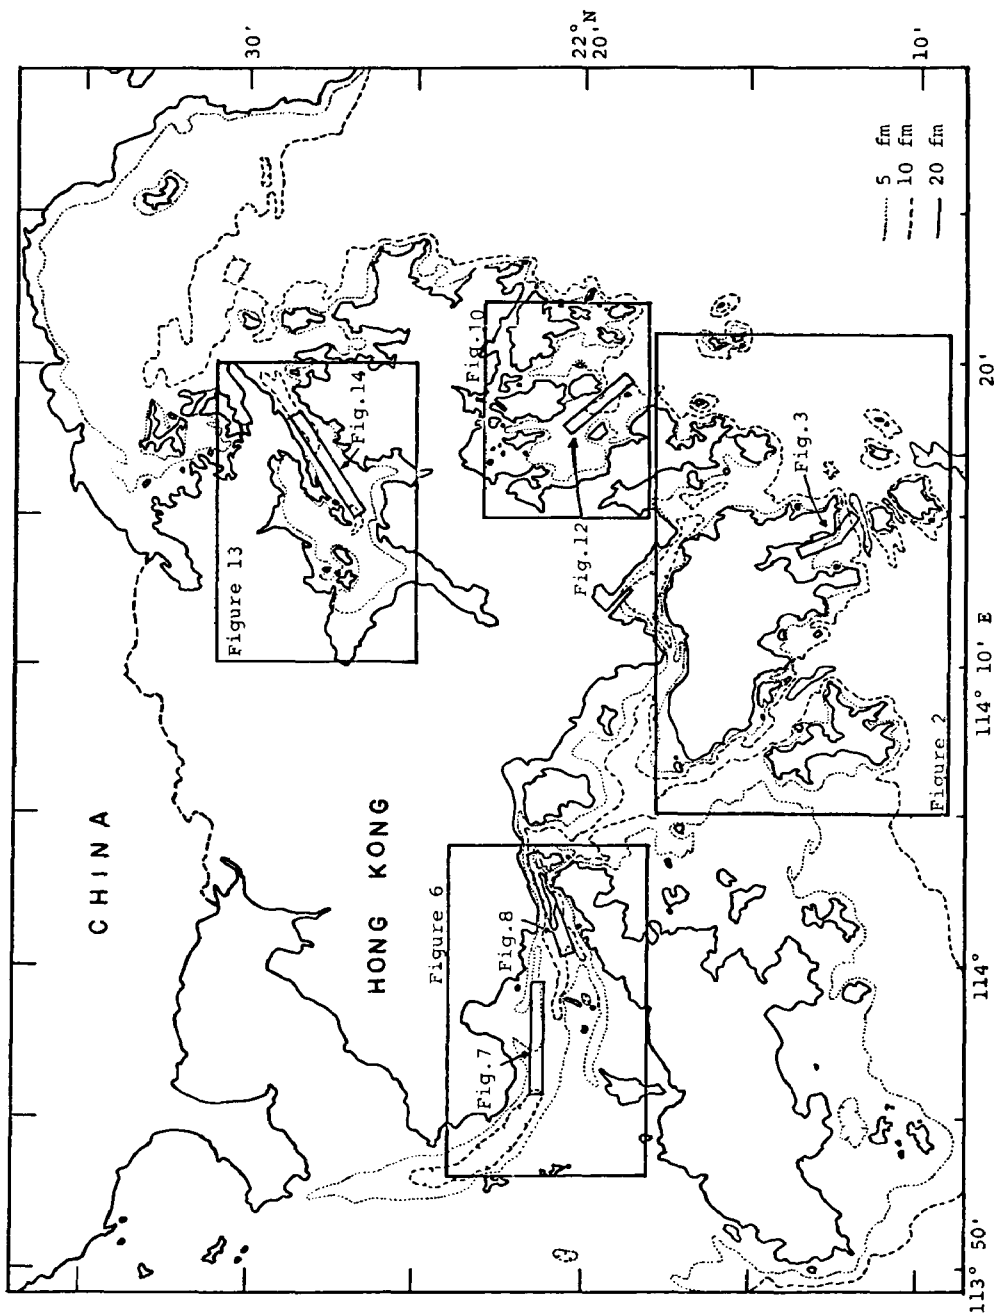 CHINA
HONG KONG
Figure 13
Fig.14
Fig.10
Fig.12
Figure 6
Fig.7
Fig.8
Figure 2
Fig.3
5 fm
10 fm
20 fm
30'
22°
20'N
10'
113° 50'
114°
114° 10' E
20'